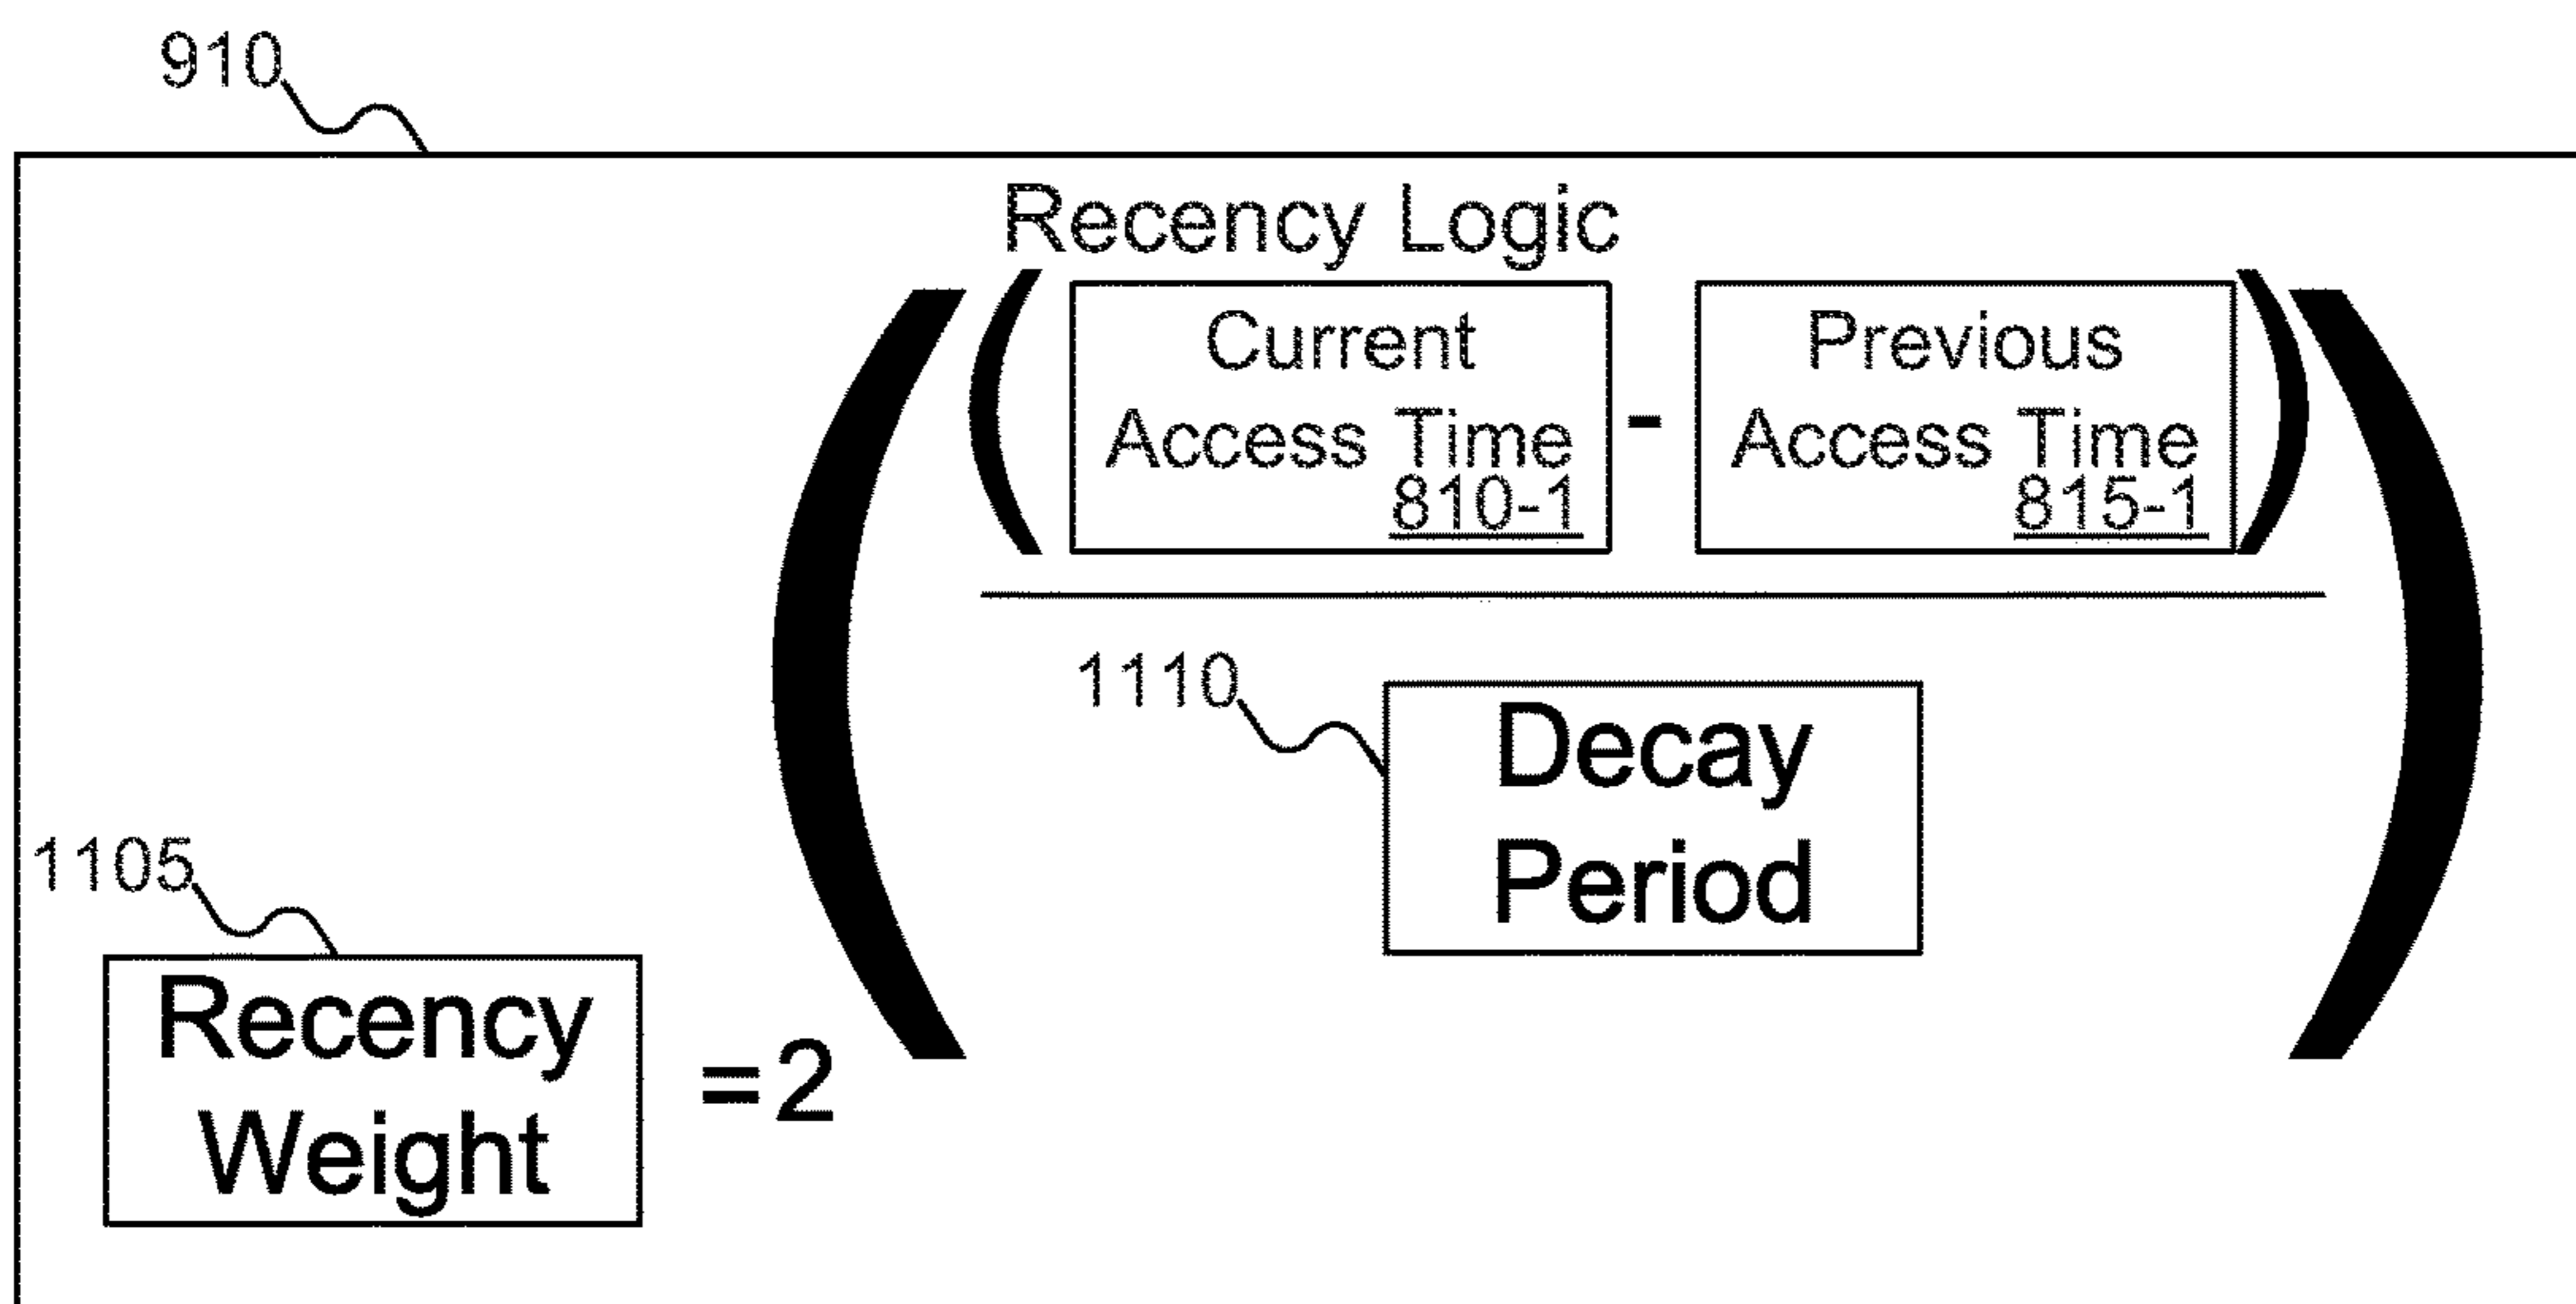 910
Recency Logic
( Current
Access Time
810-1
-
Previous
Access Time
815-1 )
1110
Decay
Period
1105
Recency
Weight
=2